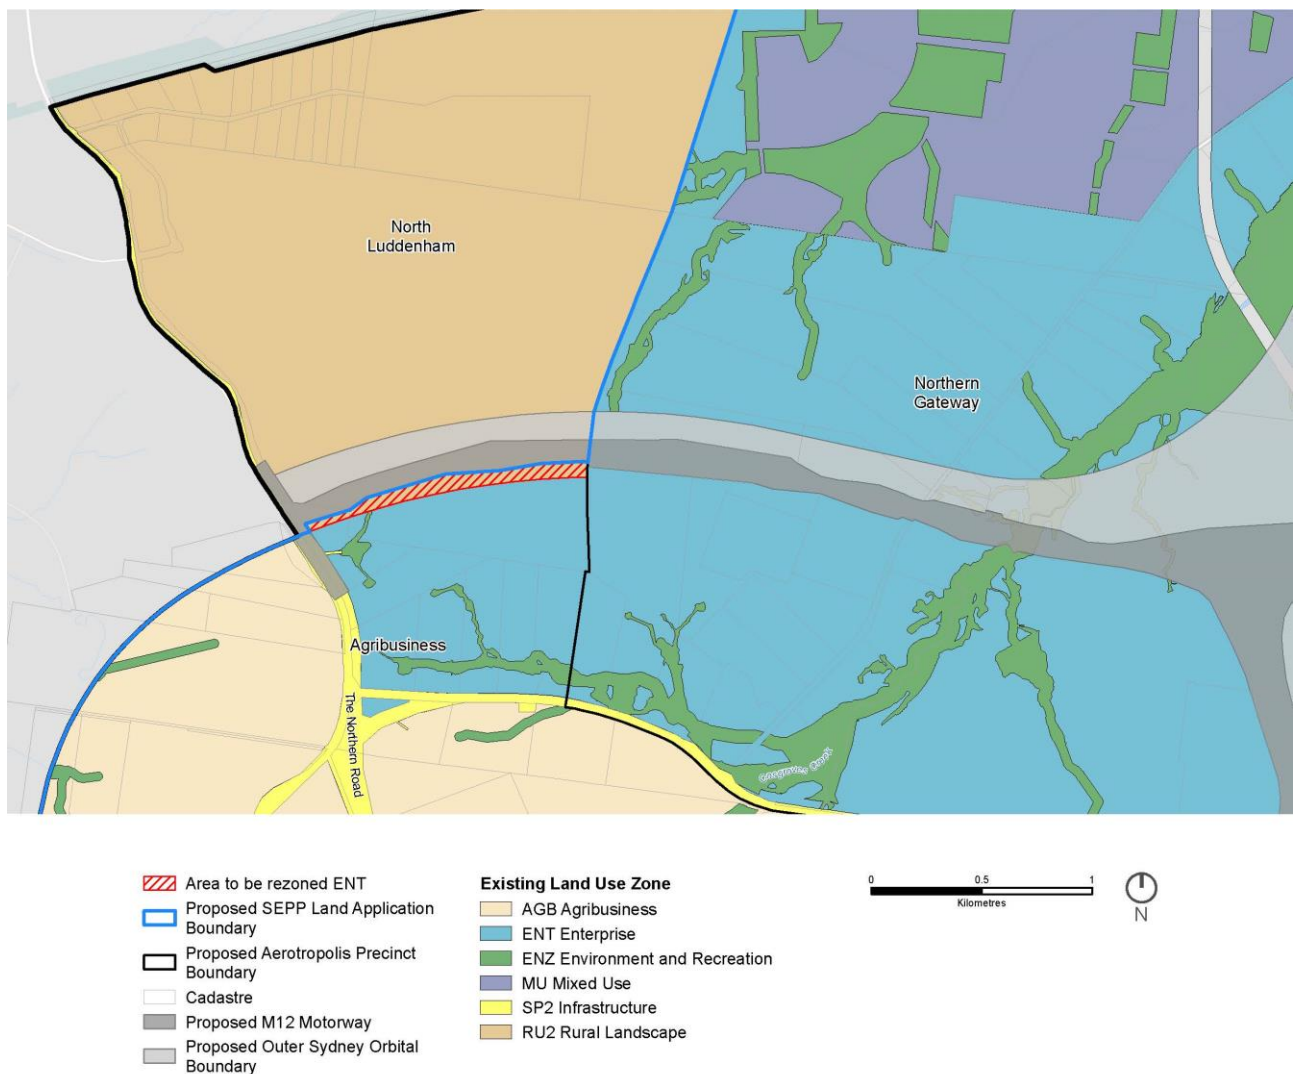 North
Luddenham
Northern
Gateway
Agribusiness
The Northern Road
Cosgroves Creek
Area to be rezoned ENT
Proposed SEPP Land Application
Boundary
Proposed Aerotropolis Precinct
Boundary
Cadastre
Proposed M12 Motorway
Proposed Outer Sydney Orbital
Boundary
Existing Land Use Zone
AGB Agribusiness
ENT Enterprise
ENZ Environment and Recreation
MU Mixed Use
SP2 Infrastructure
RU2 Rural Landscape
0 0.5 1
Kilometres
N